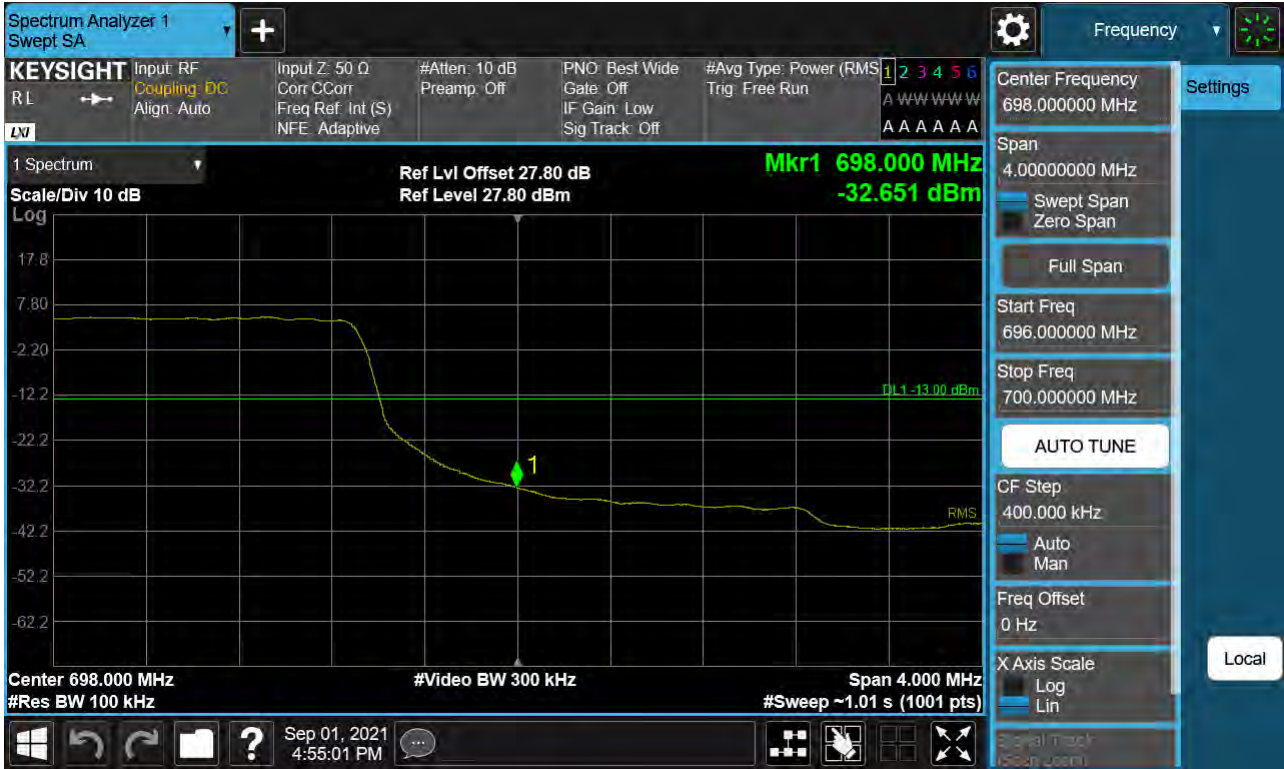 Spectrum Analyzer 1
Swept SA
+
Frequency
KEYSIGHT
R L
LXI
Input: RF
Coupling: DC
Align: Auto
Input Z: 50 Ω
Corr CCorr
Freq Ref: Int (S)
NFE: Adaptive
#Atten: 10 dB
Preamp: Off
PNO: Best Wide
Gate: Off
IF Gain: Low
Sig Track: Off
#Avg Type: Power (RMS
Trig: Free Run
1 2 3 4 5 6
A W W W W W
A A A A A A
1 Spectrum
Scale/Div 10 dB
Log
Ref Lvl Offset 27.80 dB
Ref Level 27.80 dBm
Mkr1 698.000 MHz
-32.651 dBm
17.8
7.80
-2.20
-12.2
-22.2
-32.2
-42.2
-52.2
-62.2
DL1 -13.00 dBm
1
RMS
Center 698.000 MHz
#Res BW 100 kHz
#Video BW 300 kHz
Span 4.000 MHz
#Sweep ~1.01 s (1001 pts)
Center Frequency
698.000000 MHz
Span
4.00000000 MHz
Swept Span
Zero Span
Full Span
Start Freq
696.000000 MHz
Stop Freq
700.000000 MHz
AUTO TUNE
CF Step
400.000 kHz
Auto
Man
Freq Offset
0 Hz
X Axis Scale
Log
Lin
Signal Track
(Span Zoom)
Settings
Local
?
Sep 01, 2021
4:55:01 PM